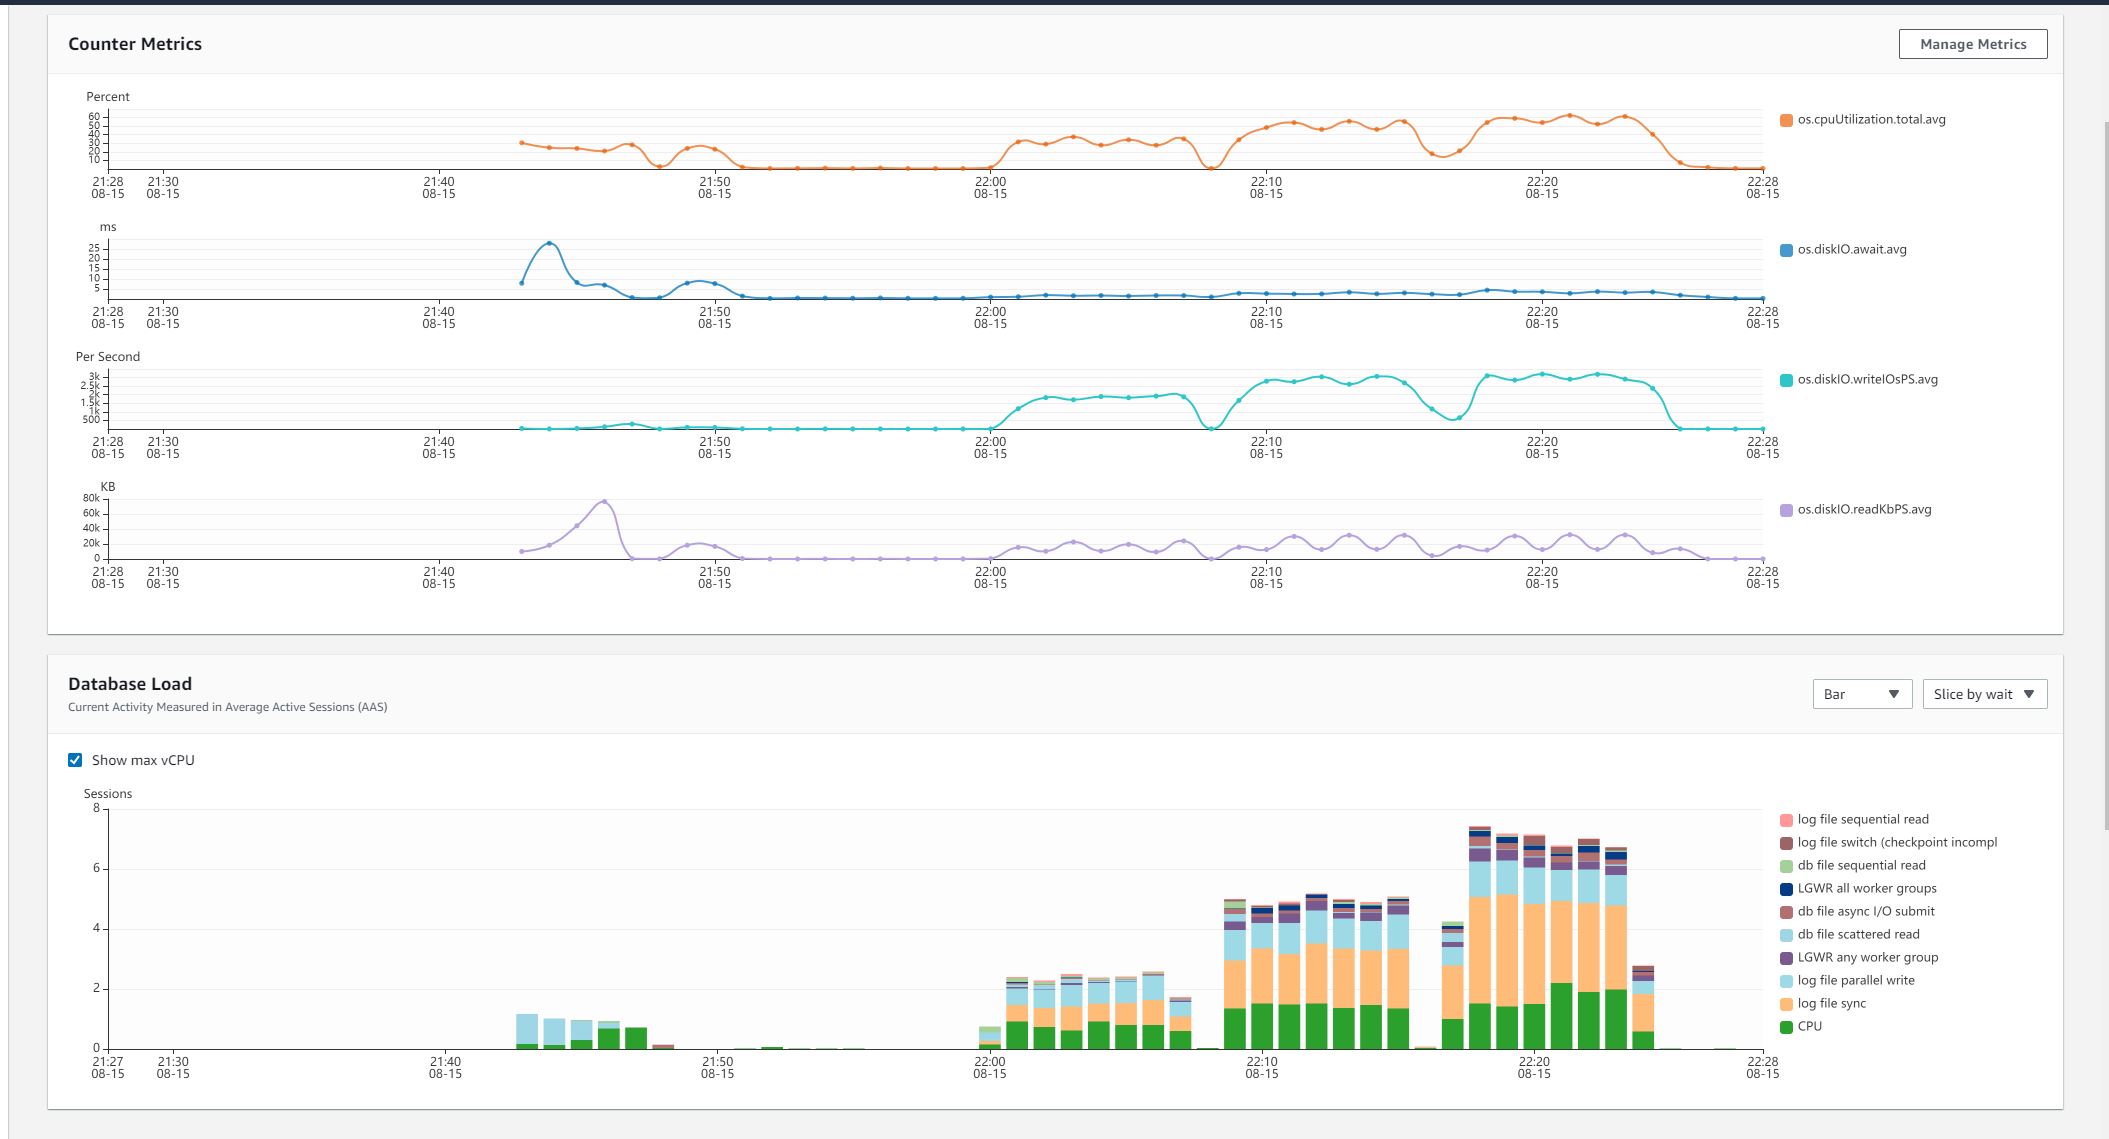 Counter Metrics
Manage Metrics
Percent
60
50
40
30
20
10
os.cpuUtilization.total.avg
21:28 21:30 21:40 21:50 22:00 22:10 22:20 22:28
08-15 08-15 08-15 08-15 08-15 08-15 08-15 08-15
ms
25
20
15
10
5
os.diskIO.await.avg
21:28 21:30 21:40 21:50 22:00 22:10 22:20 22:28
08-15 08-15 08-15 08-15 08-15 08-15 08-15 08-15
Per Second
3k
2.5k
2k
1.5k
1k
500
os.diskIO.writeIOsPS.avg
21:28 21:30 21:40 21:50 22:00 22:10 22:20 22:28
08-15 08-15 08-15 08-15 08-15 08-15 08-15 08-15
KB
80k
60k
40k
20k
0
os.diskIO.readKbPS.avg
21:28 21:30 21:40 21:50 22:00 22:10 22:20 22:28
08-15 08-15 08-15 08-15 08-15 08-15 08-15 08-15
Database Load
Current Activity Measured in Average Active Sessions (AAS)
Bar
Slice by wait
Show max vCPU
Sessions
8
6
4
2
0
21:27 21:30 21:40 21:50 22:00 22:10 22:20 22:28
08-15 08-15 08-15 08-15 08-15 08-15 08-15 08-15
log file sequential read
log file switch (checkpoint incompl
db file sequential read
LGWR all worker groups
db file async I/O submit
db file scattered read
LGWR any worker group
log file parallel write
log file sync
CPU